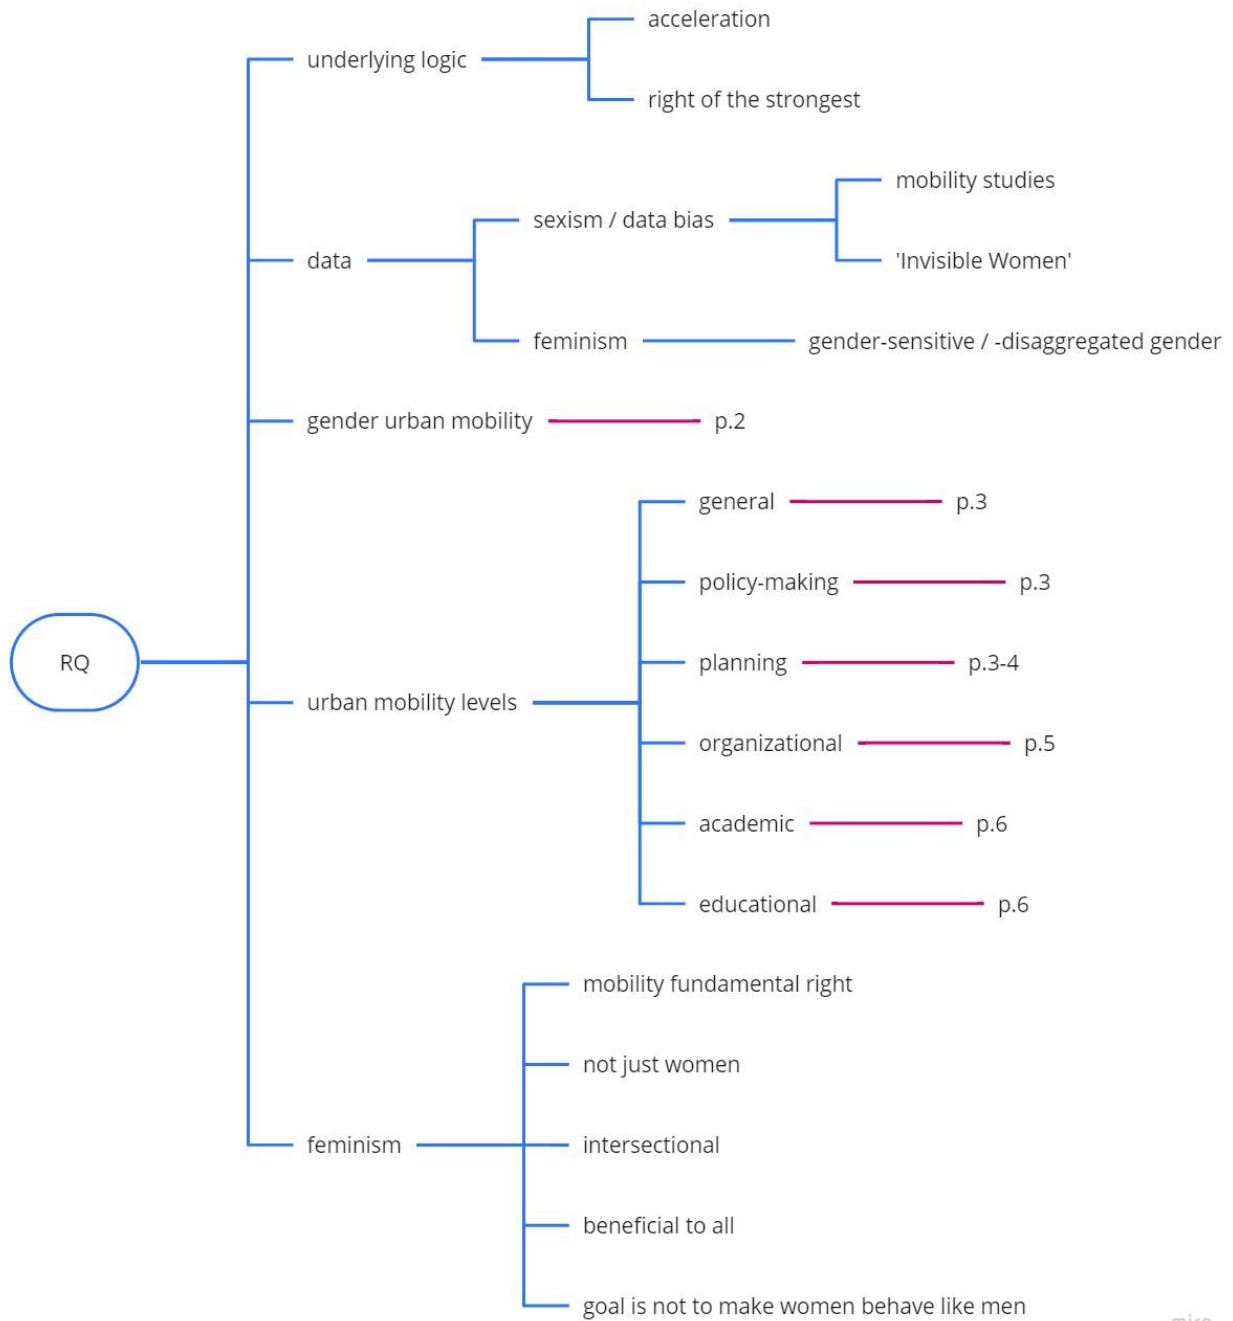 acceleration
underlying logic
right of the strongest
mobility studies
sexism / data bias
data
'Invisible Women'
feminism
gender-sensitive / -disaggregated gender
gender urban mobility
p.2
general
p.3
policy-making
p.3
RQ
planning
p.3-4
urban mobility levels
organizational
p.5
academic
p.6
educational
p.6
mobility fundamental right
not just women
feminism
intersectional
beneficial to all
goal is not to make women behave like men
miro